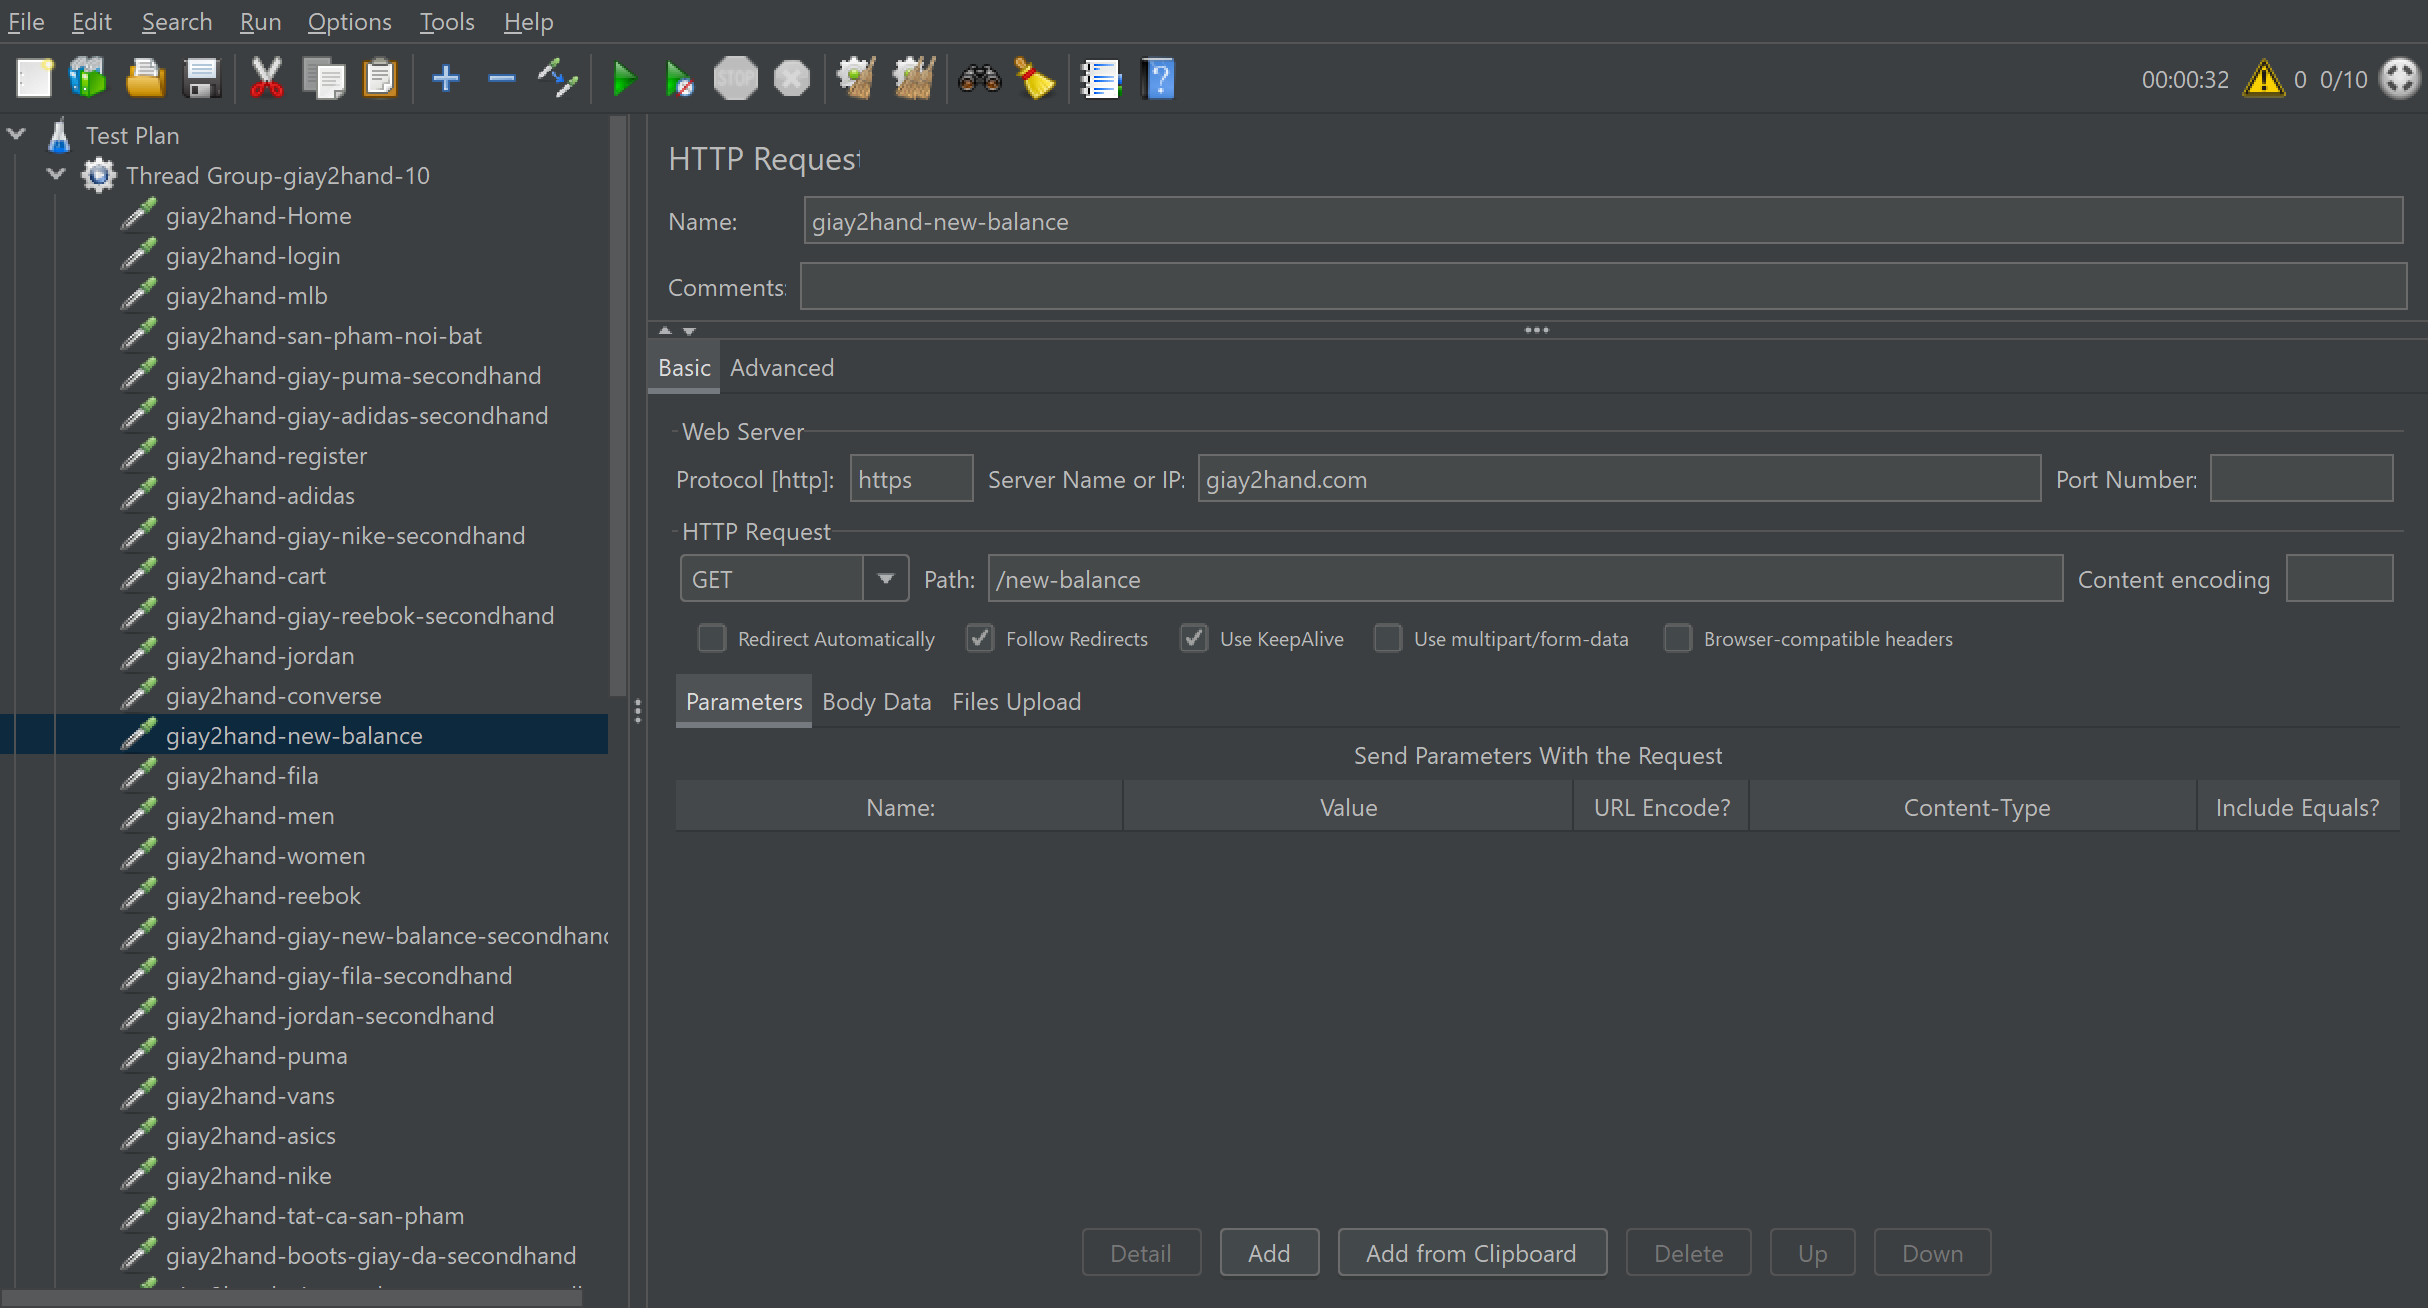 File Edit Search Run Options Tools Help
STOP
00:00:32 0 0/10
Test Plan
Thread Group-giay2hand-10
giay2hand-Home
giay2hand-login
giay2hand-mlb
giay2hand-san-pham-noi-bat
giay2hand-giay-puma-secondhand
giay2hand-giay-adidas-secondhand
giay2hand-register
giay2hand-adidas
giay2hand-giay-nike-secondhand
giay2hand-cart
giay2hand-giay-reebok-secondhand
giay2hand-jordan
giay2hand-converse
giay2hand-new-balance
giay2hand-fila
giay2hand-men
giay2hand-women
giay2hand-reebok
giay2hand-giay-new-balance-secondhand
giay2hand-giay-fila-secondhand
giay2hand-jordan-secondhand
giay2hand-puma
giay2hand-vans
giay2hand-asics
giay2hand-nike
giay2hand-tat-ca-san-pham
giay2hand-boots-giay-da-secondhand
HTTP Request
Name: giay2hand-new-balance
Comments:
Basic Advanced
Web Server
Protocol [http]: https Server Name or IP: giay2hand.com Port Number:
HTTP Request
GET Path: /new-balance Content encoding
Redirect Automatically Follow Redirects Use KeepAlive Use multipart/form-data Browser-compatible headers
Parameters Body Data Files Upload
Send Parameters With the Request
Name: Value URL Encode? Content-Type Include Equals?
Detail Add Add from Clipboard Delete Up Down